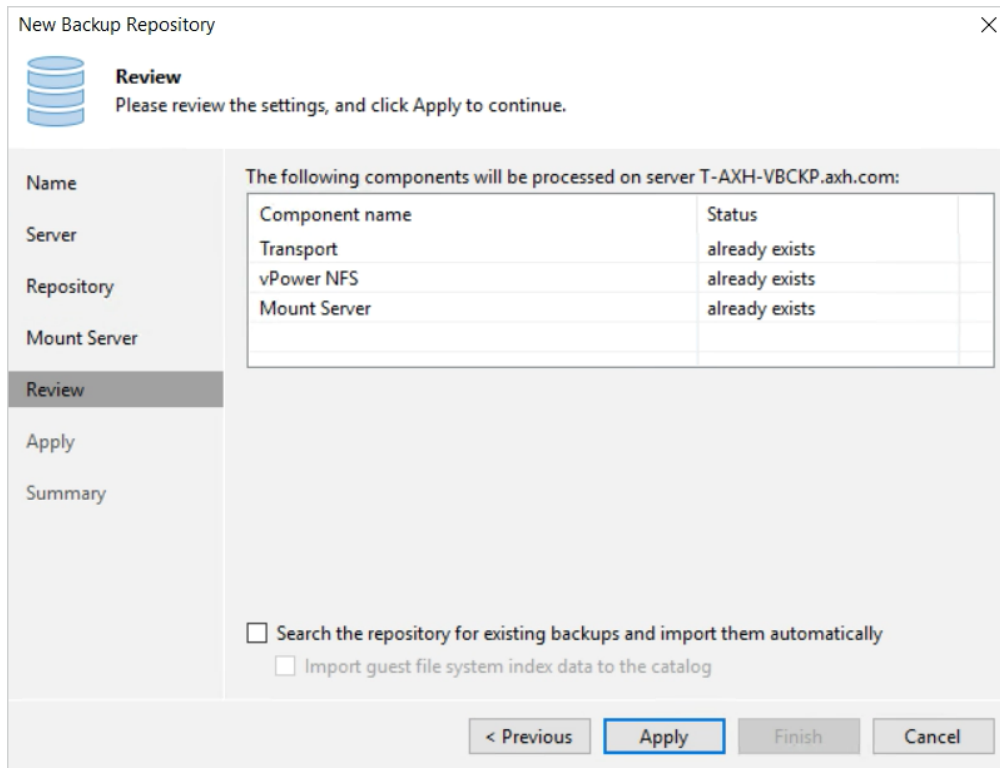 New Backup Repository
Review
Please review the settings, and click Apply to continue.
Name
Server
Repository
Mount Server
Review
Apply
Summary
The following components will be processed on server T-AXH-VBCKP.axh.com:
Component name Status
Transport already exists
vPower NFS already exists
Mount Server already exists
Search the repository for existing backups and import them automatically
Import guest file system index data to the catalog
< Previous Apply Finish Cancel